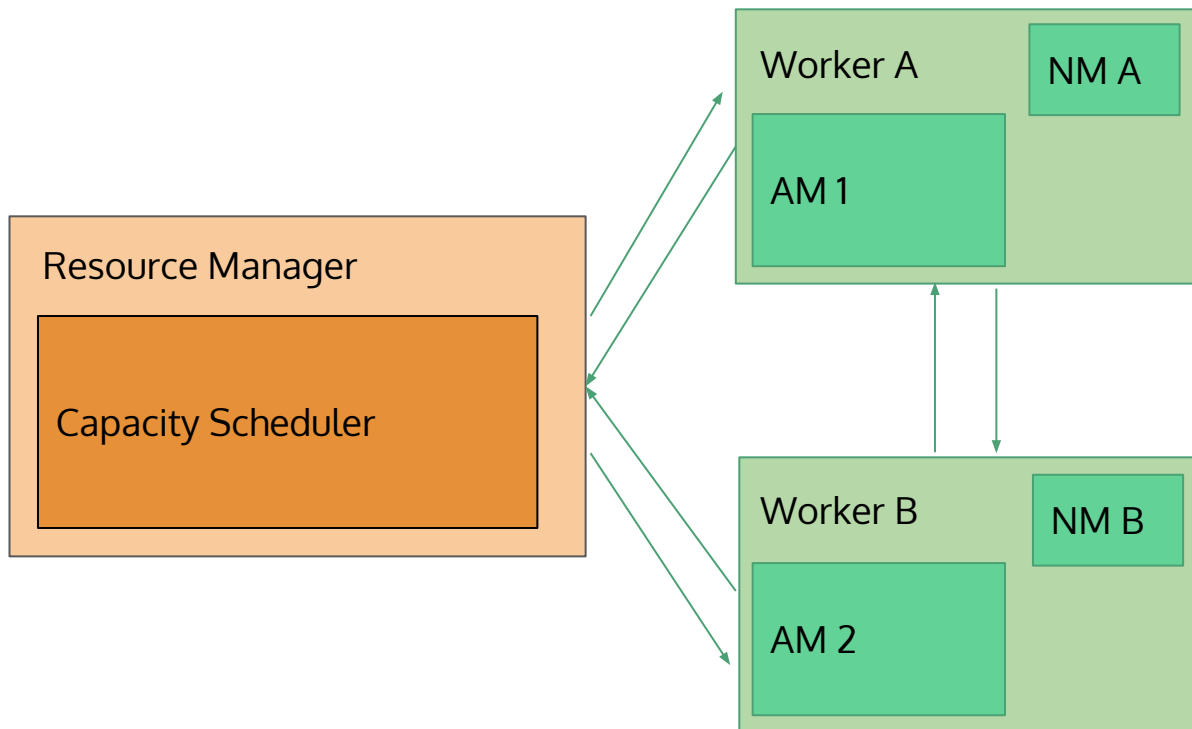 Resource Manager
Capacity Scheduler
Worker A
NM A
AM 1
Worker B
NM B
AM 2